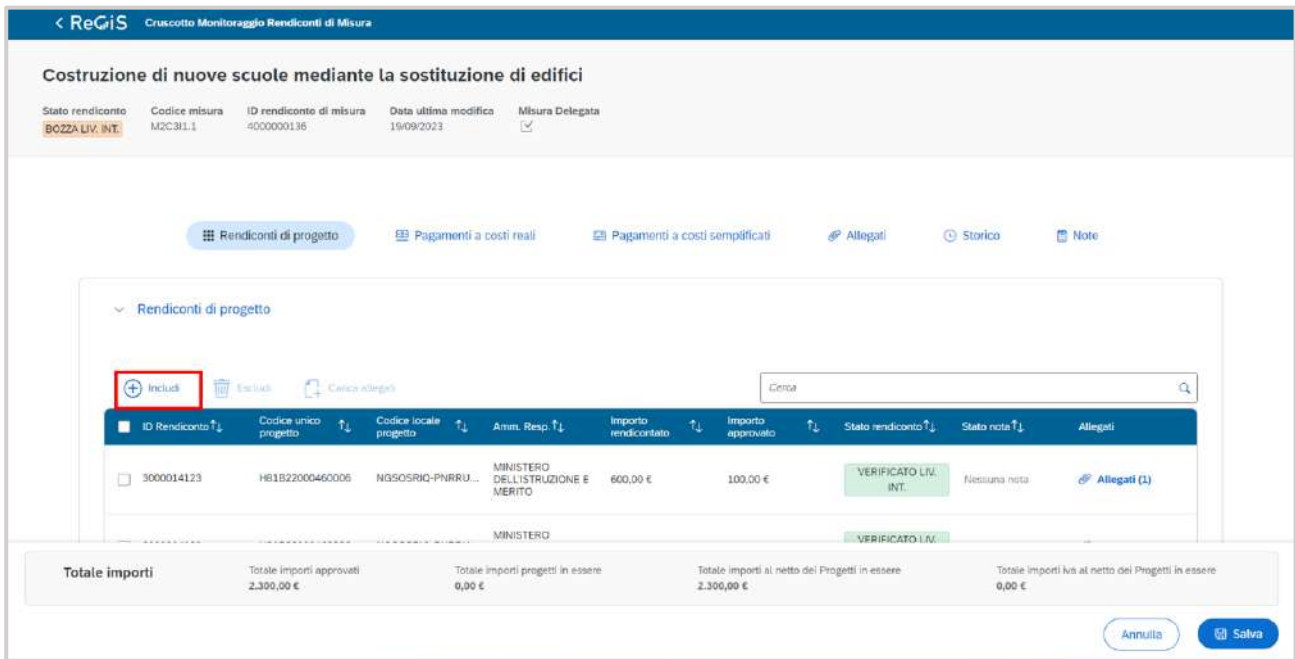 < ReGiS Cruscotto Monitoraggio Rendiconti di Misura
Costruzione di nuove scuole mediante la sostituzione di edifici
Stato rendiconto Codice misura ID rendiconto di misura Data ultima modifica Misura Delegata
BOZZA LIV. INT. M2C3I1.1 4000000136 19/09/2023
Rendiconti di progetto Pagamenti a costi reali Pagamenti a costi semplificati Allegati Storico Note
Rendiconti di progetto
Includi Escludi Carica allegati Cerca
ID Rendiconto Codice unico progetto Codice locale progetto Amm. Resp. Importo rendicontato Importo approvato Stato rendiconto Stato nota Allegati
3000014123 H81B22000460006 NGSOSRIQ-PNRRU... MINISTERO DELL'ISTRUZIONE E MERITO 600,00 € 100,00 € VERIFICATO LIV. INT. Nessuna nota Allegati (1)
MINISTERO VERIFICATO LIV.
Totale importi
Totale importi approvati Totale importi progetti in essere Totale importi al netto dei Progetti in essere Totale importi iva al netto dei Progetti in essere
2.300,00 € 0,00 € 2.300,00 € 0,00 €
Annulla Salva